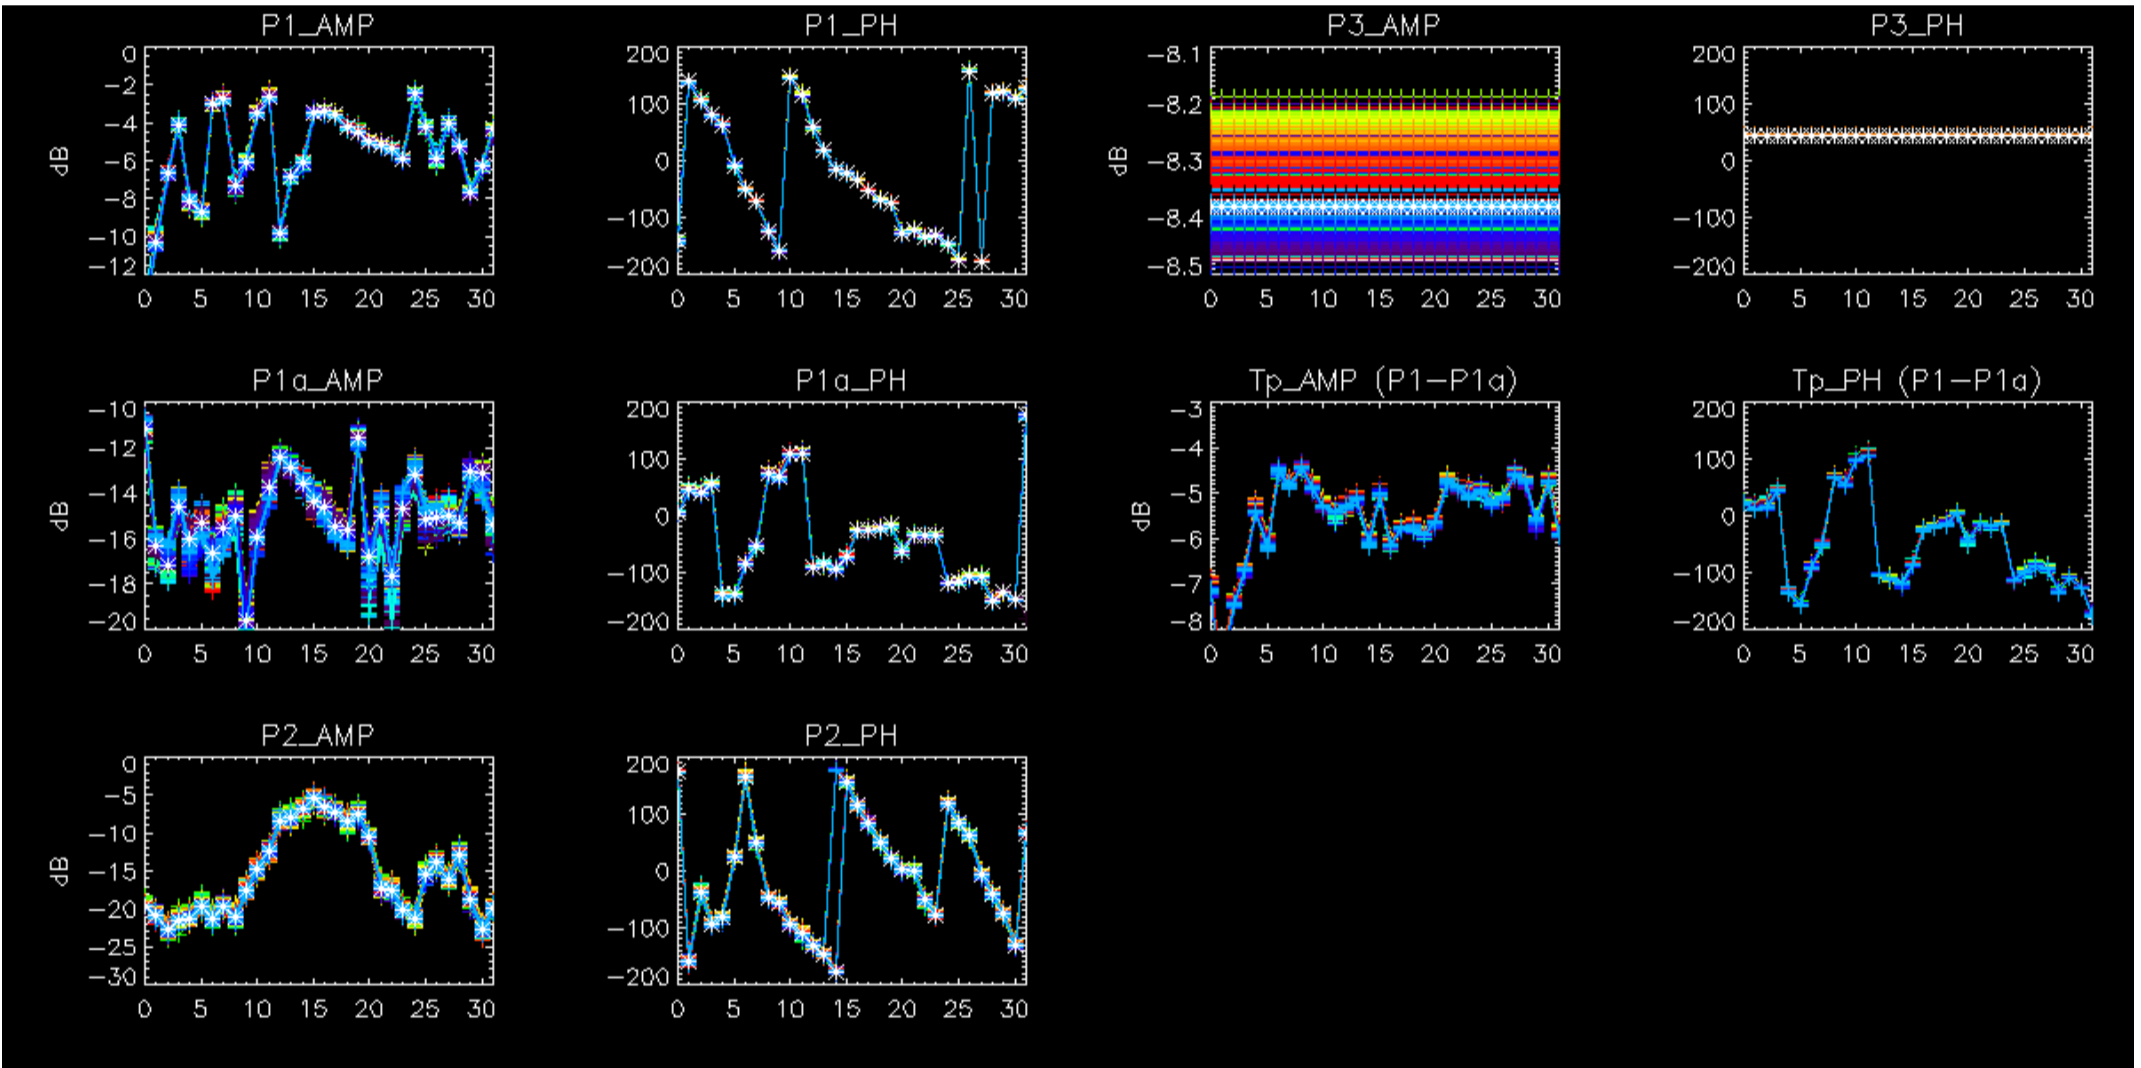 P1_AMP
P1_PH
P3_AMP
P3_PH
dB
0
−2
−4
−6
−8
−10
−12
0 5 10 15 20 25 30
200
100
0
−100
−200
0 5 10 15 20 25 30
dB
−8.1
−8.2
−8.3
−8.4
−8.5
0 5 10 15 20 25 30
200
100
0
−100
−200
0 5 10 15 20 25 30
P1a_AMP
P1a_PH
Tp_AMP (P1−P1a)
Tp_PH (P1−P1a)
dB
−10
−12
−14
−16
−18
−20
0 5 10 15 20 25 30
200
100
0
−100
−200
0 5 10 15 20 25 30
dB
−3
−4
−5
−6
−7
−8
0 5 10 15 20 25 30
200
100
0
−100
−200
0 5 10 15 20 25 30
P2_AMP
P2_PH
dB
0
−5
−10
−15
−20
−25
−30
0 5 10 15 20 25 30
200
100
0
−100
−200
0 5 10 15 20 25 30